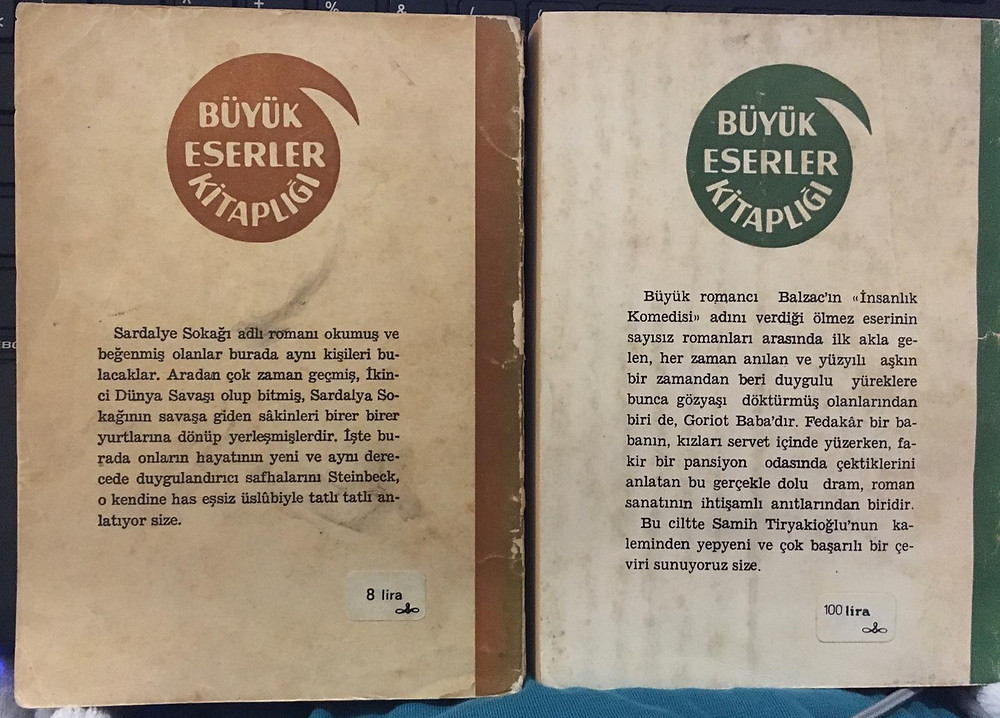 BÜYÜK
ESERLER
KİTAPLIĞI
Sardalye Sokağı adlı romanı okumuş ve
beğenmiş olanlar burada aynı kişileri bu-
lacaklar. Aradan çok zaman geçmiş, İkin-
ci Dünya Savaşı olup bitmiş, Sardalya So-
kağının savaşa giden sâkinleri birer birer
yurtlarına dönüp yerleşmişlerdir. İşte bu-
rada onların hayatının yeni ve aynı dere-
cede duygulandırıcı safhalarını Steinbeck,
o kendine has eşsiz üslûbiyle tatlı tatlı an-
latıyor size.
8 lira
BÜYÜK
ESERLER
KİTAPLIĞI
Büyük romancı Balzac'ın «İnsanlık
Komedisi» adını verdiği ölmez eserinin
sayısız romanları arasında ilk akla ge-
len, her zaman anılan ve yüzyılı aşkın
bir zamandan beri duygulu yüreklere
bunca gözyaşı döktürmüş olanlarından
biri de, Goriot Baba'dır. Fedakâr bir ba-
banın, kızları servet içinde yüzerken, fa-
kir bir pansiyon odasında çektiklerini
anlatan bu gerçekle dolu dram, roman
sanatının ihtişamlı anıtlarından biridir.
Bu ciltte Samih Tiryakioğlu'nun ka-
leminden yepyeni ve çok başarılı bir çe-
viri sunuyoruz size.
100 lira